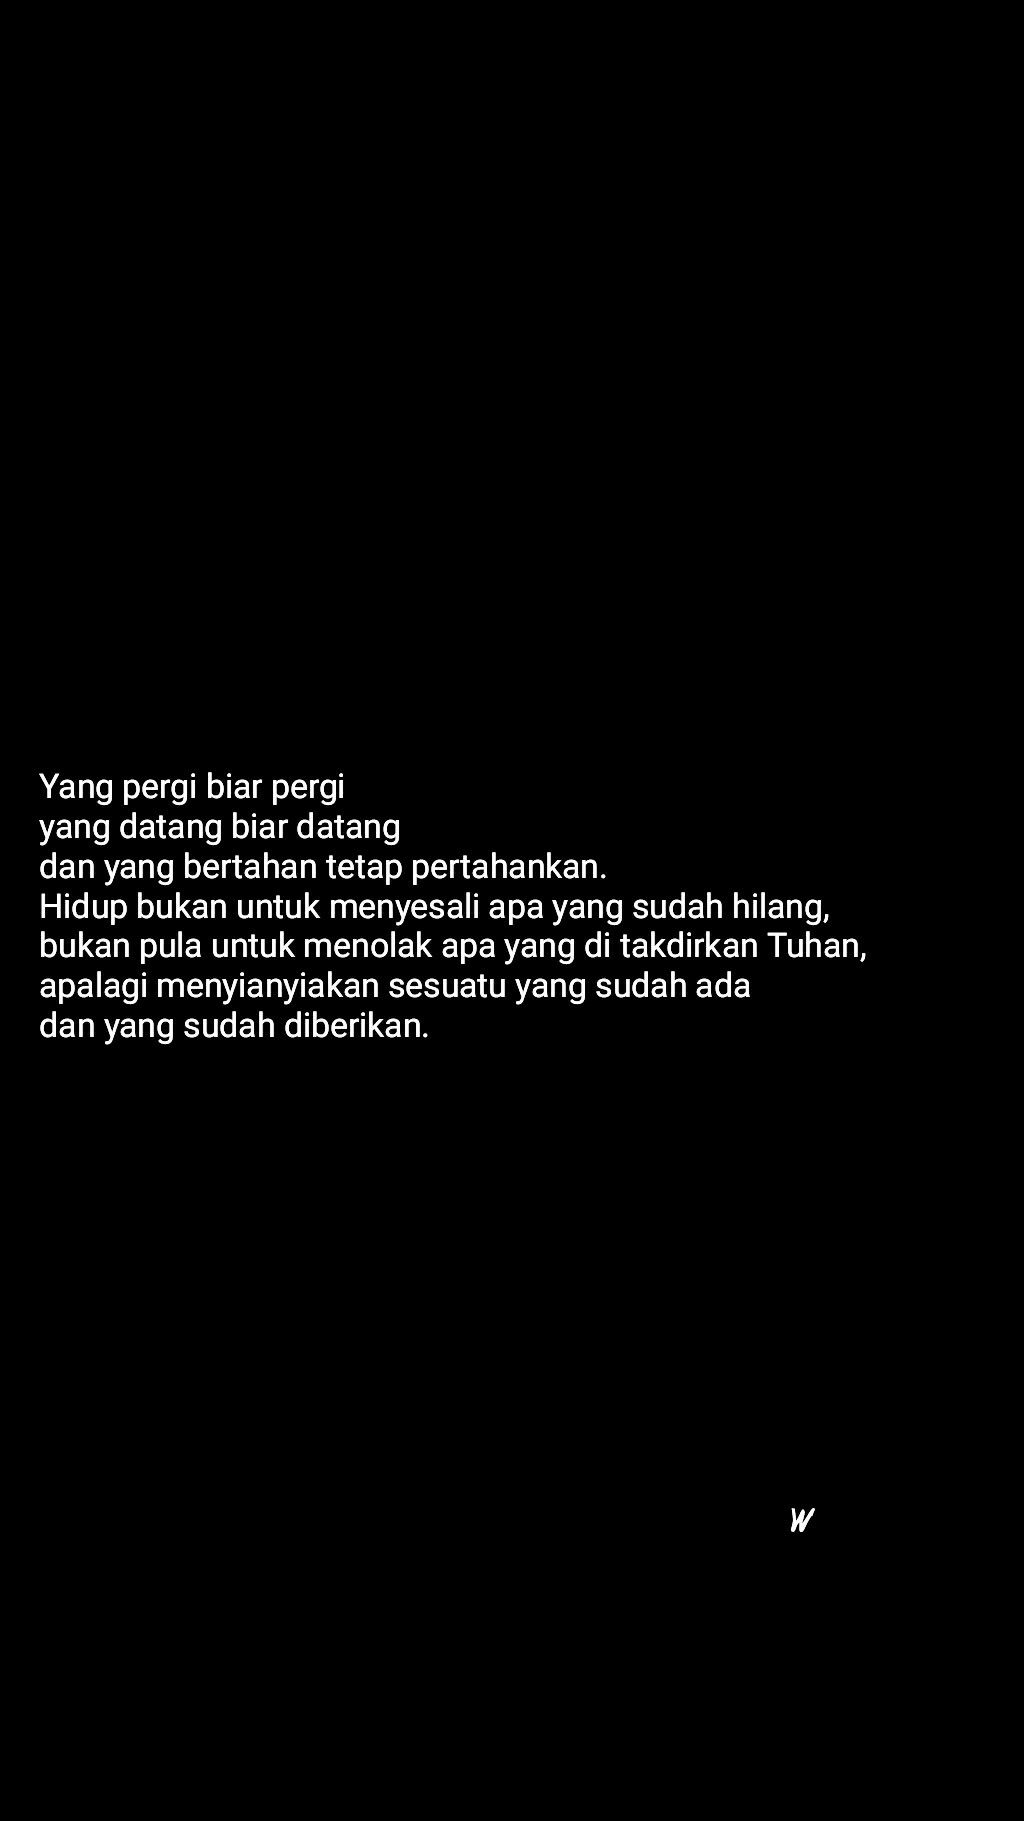 Yang pergi biar pergi
yang datang biar datang
dan yang bertahan tetap pertahankan.
Hidup bukan untuk menyesali apa yang sudah hilang,
bukan pula untuk menolak apa yang di takdirkan Tuhan,
apalagi menyianyiakan sesuatu yang sudah ada
dan yang sudah diberikan.
W